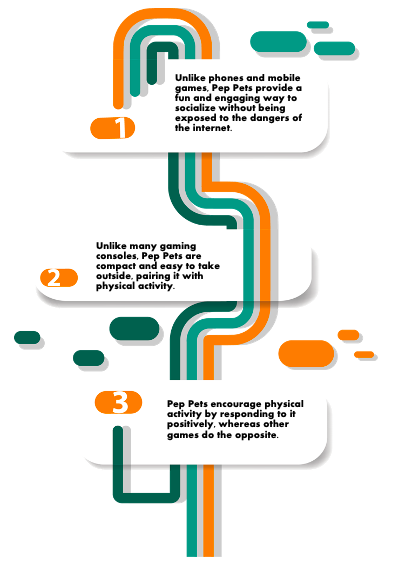 Unlike phones and mobile
games, Pep Pets provide a
fun and engaging way to
socialize without being
exposed to the dangers of
the internet.
1
Unlike many gaming
consoles, Pep Pets are
compact and easy to take
outside, pairing it with
physical activity.
2
3
Pep Pets encourage physical
activity by responding to it
positively, whereas other
games do the opposite.